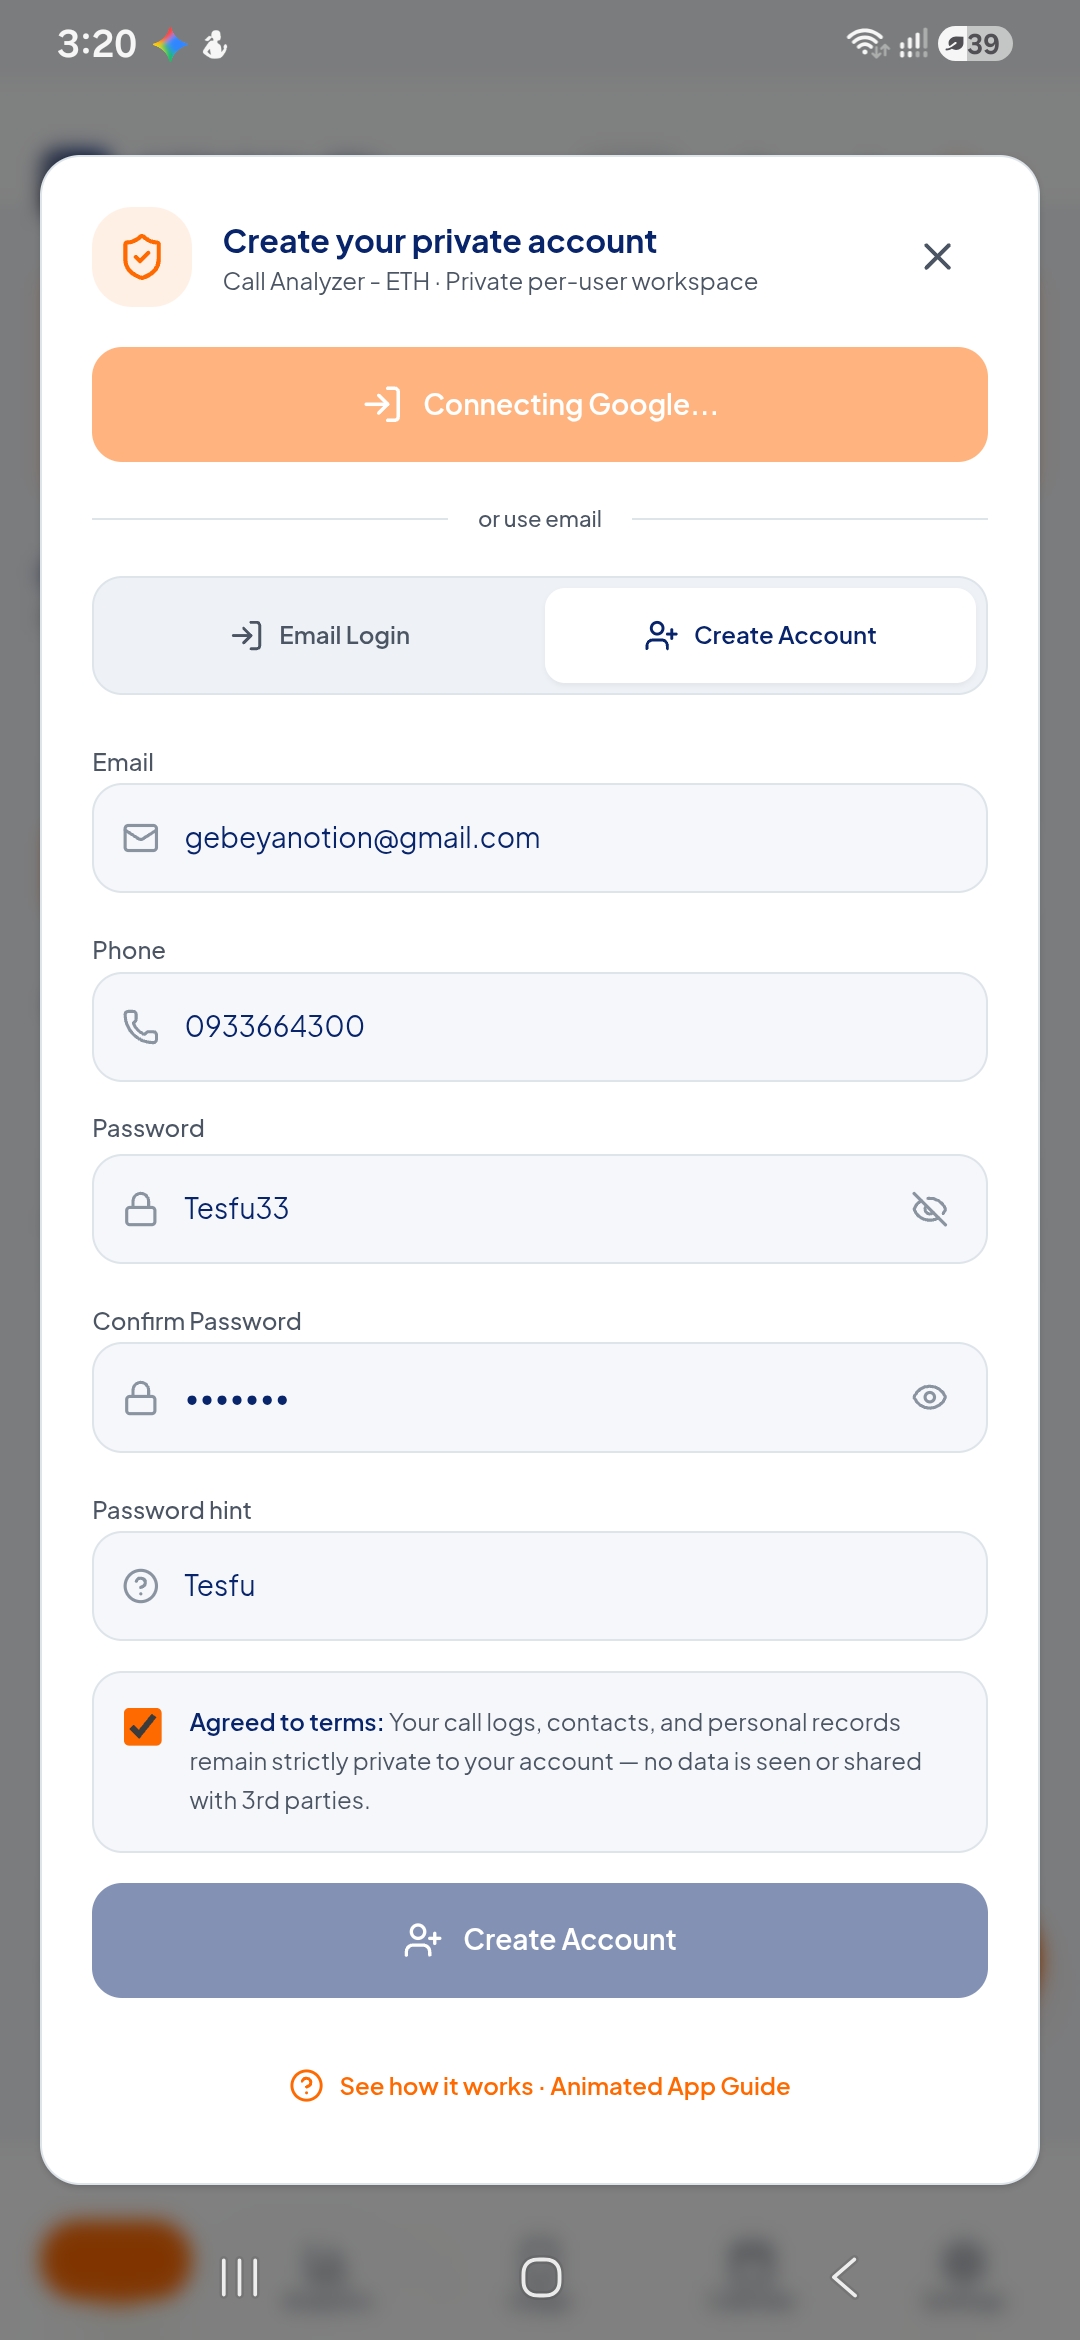 3:20
39
Create your private account
Call Analyzer - ETH · Private per-user workspace
Connecting Google...
or use email
Email Login
Create Account
Email
gebeyanotion@gmail.com
Phone
0933664300
Password
Tesfu33
Confirm Password
•••••••
Password hint
Tesfu
Agreed to terms: Your call logs, contacts, and personal records
remain strictly private to your account — no data is seen or shared
with 3rd parties.
Create Account
See how it works · Animated App Guide